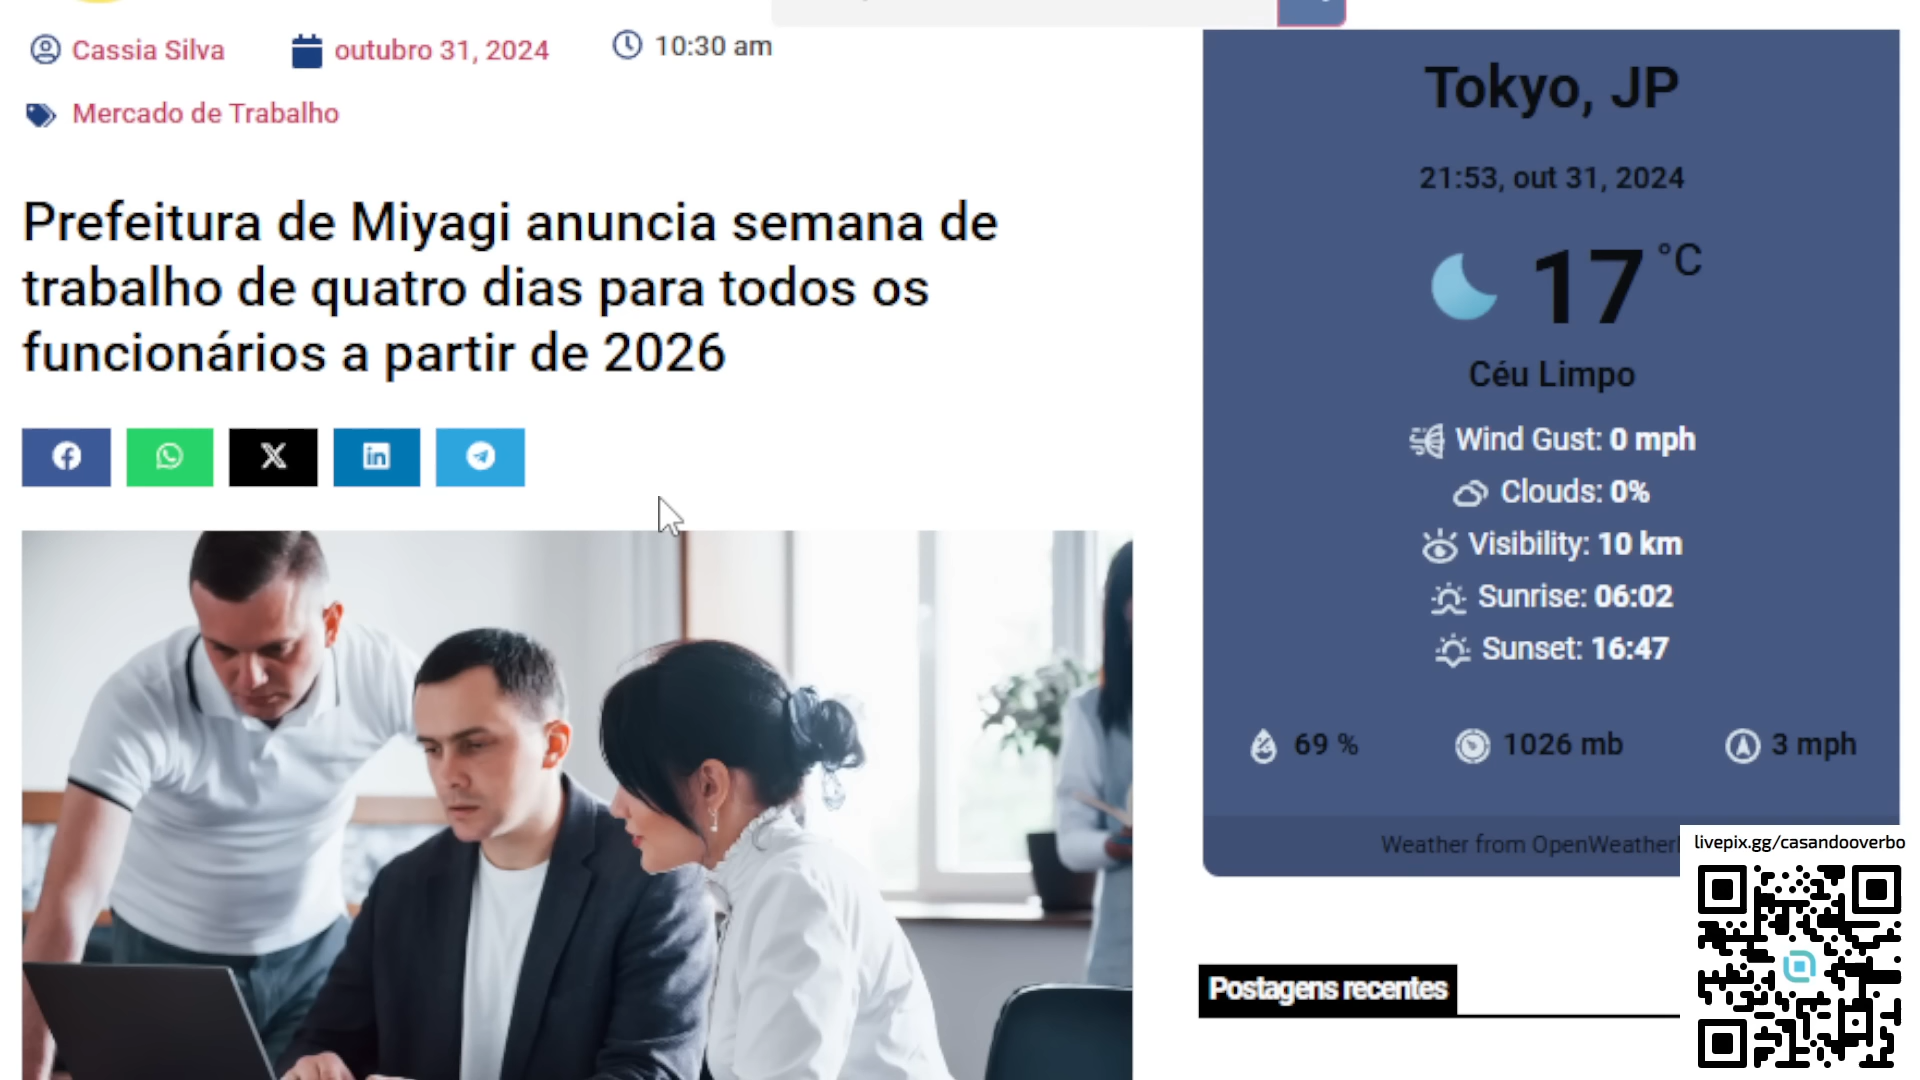 Cassia Silva
outubro 31, 2024
10:30 am
Mercado de Trabalho
Prefeitura de Miyagi anuncia semana de
trabalho de quatro dias para todos os
funcionários a partir de 2026
Tokyo, JP
21:53, out 31, 2024
17 °C
Céu Limpo
Wind Gust: 0 mph
Clouds: 0%
Visibility: 10 km
Sunrise: 06:02
Sunset: 16:47
69 %
1026 mb
3 mph
Weather from OpenWeather
livepix.gg/casandooverbo
Postagens recentes